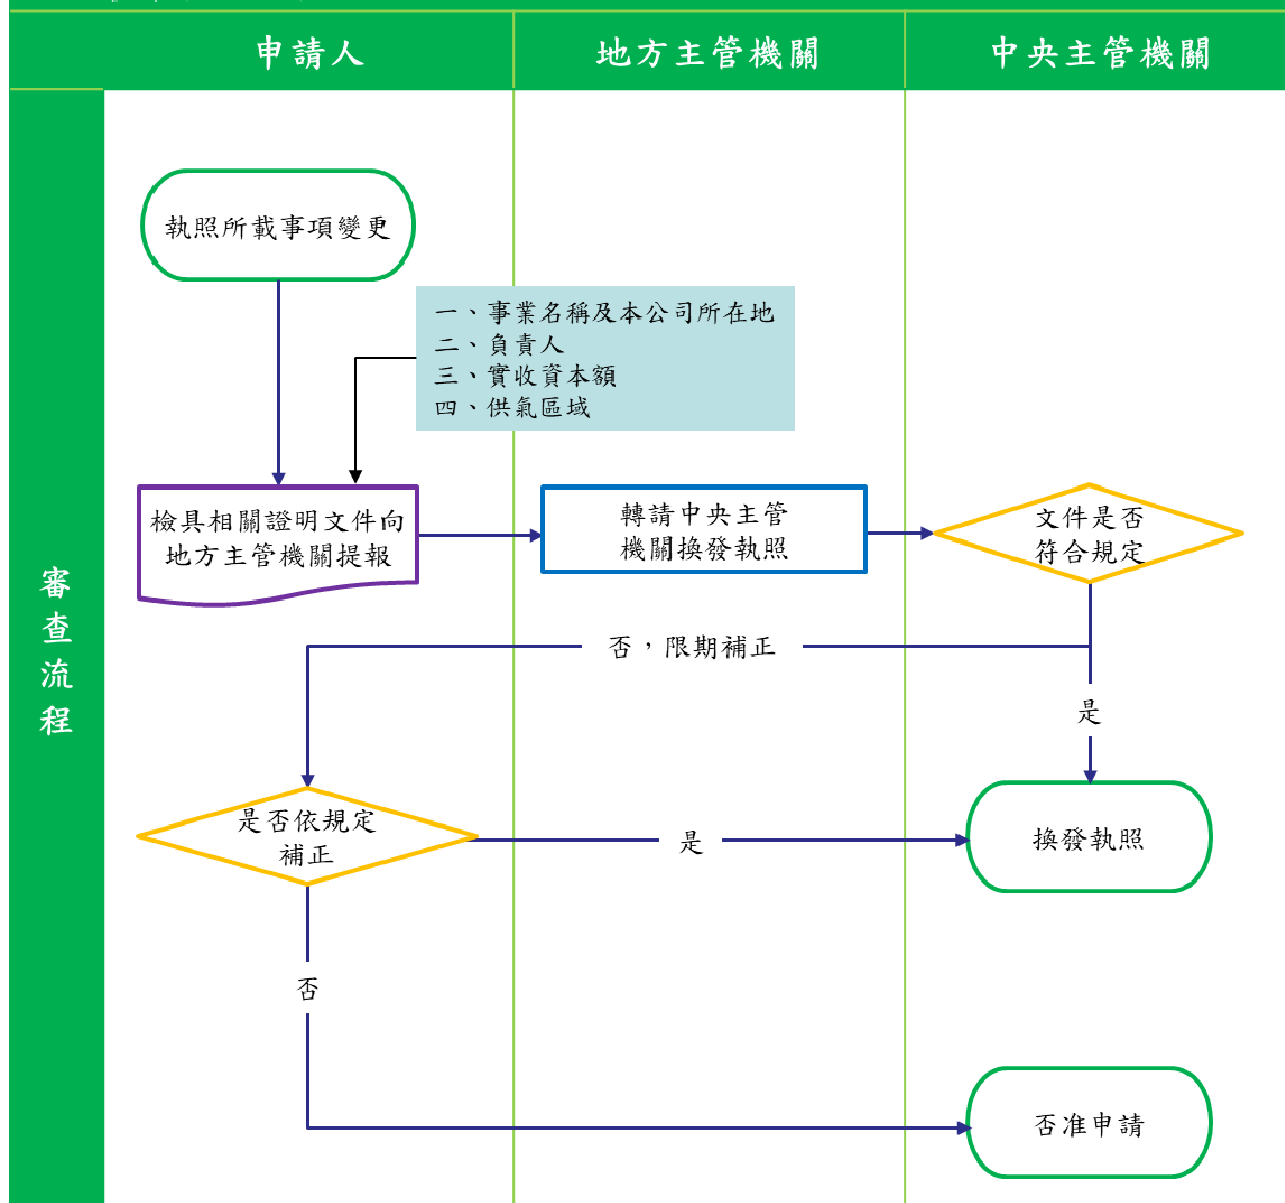 申請人
地方主管機關
中央主管機關
審查流程
執照所載事項變更
一、事業名稱及本公司所在地
二、負責人
三、實收資本額
四、供氣區域
檢具相關證明文件向
地方主管機關提報
轉請中央主管
機關換發執照
文件是否
符合規定
否，限期補正
是
是否依規定
補正
是
換發執照
否
否准申請